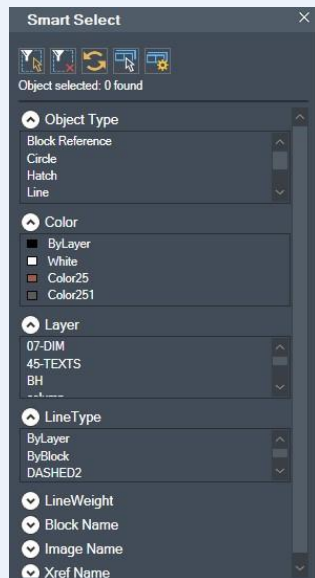 Smart Select
Object selected: 0 found
Object Type
Block Reference
Circle
Hatch
Line
Color
ByLayer
White
Color25
Color251
Layer
07-DIM
45-TEXTS
BH
LineType
ByLayer
ByBlock
DASHED2
LineWeight
Block Name
Image Name
Xref Name